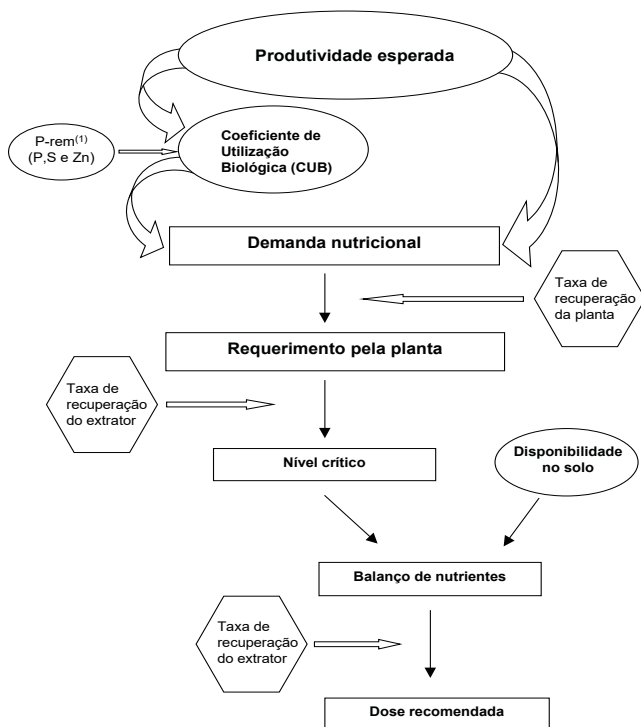 Produtividade esperada
P-rem(1)
(P,S e Zn)
Coeficiente de
Utilização
Biológica (CUB)
Demanda nutricional
Taxa de
recuperação
da planta
Requerimento pela planta
Taxa de
recuperação
do extrator
Nível crítico
Disponibilidade
no solo
Balanço de nutrientes
Taxa de
recuperação
do extrator
Dose recomendada